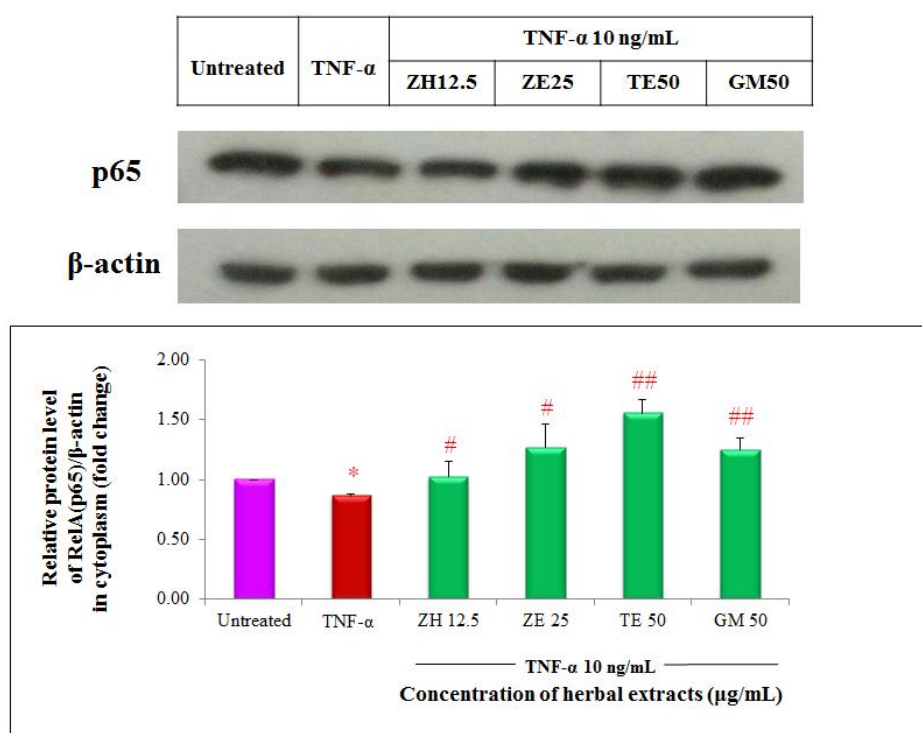 TNF-α 10 ng/mL
Untreated TNF-α
ZH12.5 ZE25 TE50 GM50
p65
β-actin
Relative protein level
of RelA(p65)/β-actin
in cytoplasm (fold change)
2.00
1.50
1.00
0.50
0.00
*
#
#
##
##
Untreated TNF-α ZH 12.5 ZE 25 TE 50 GM 50
TNF-α 10 ng/mL
Concentration of herbal extracts (µg/mL)